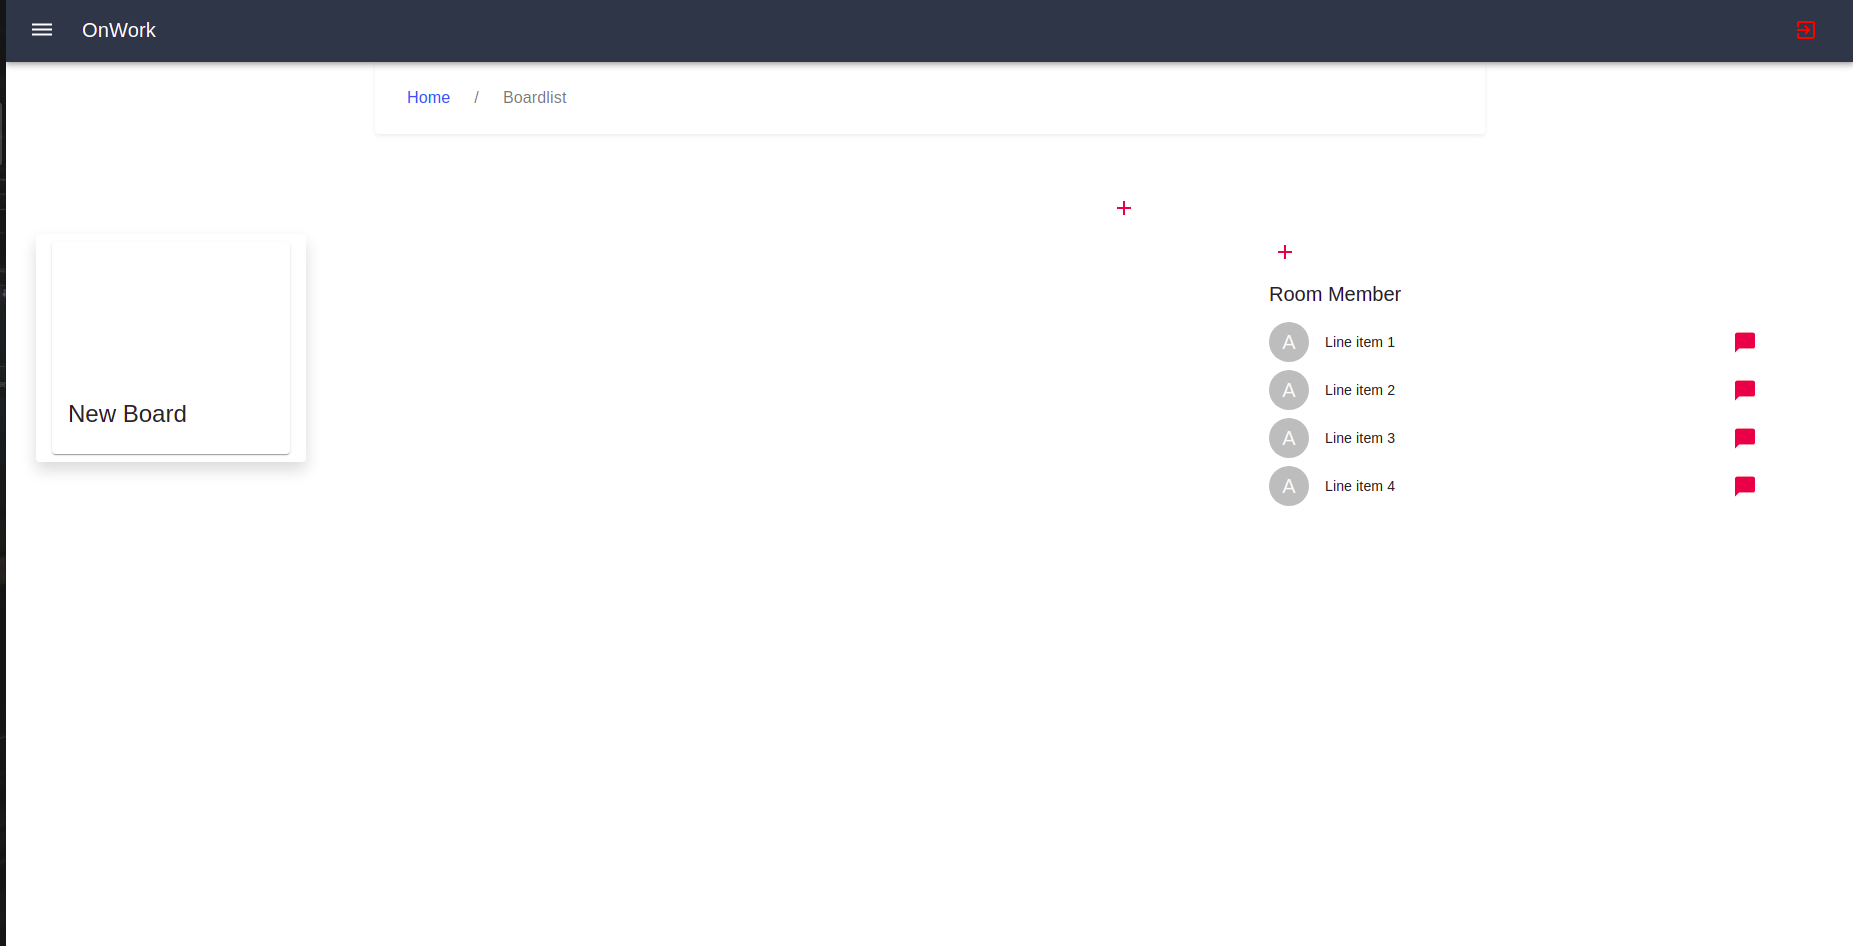 OnWork
Home / Boardlist
New Board
Room Member
A Line item 1
A Line item 2
A Line item 3
A Line item 4